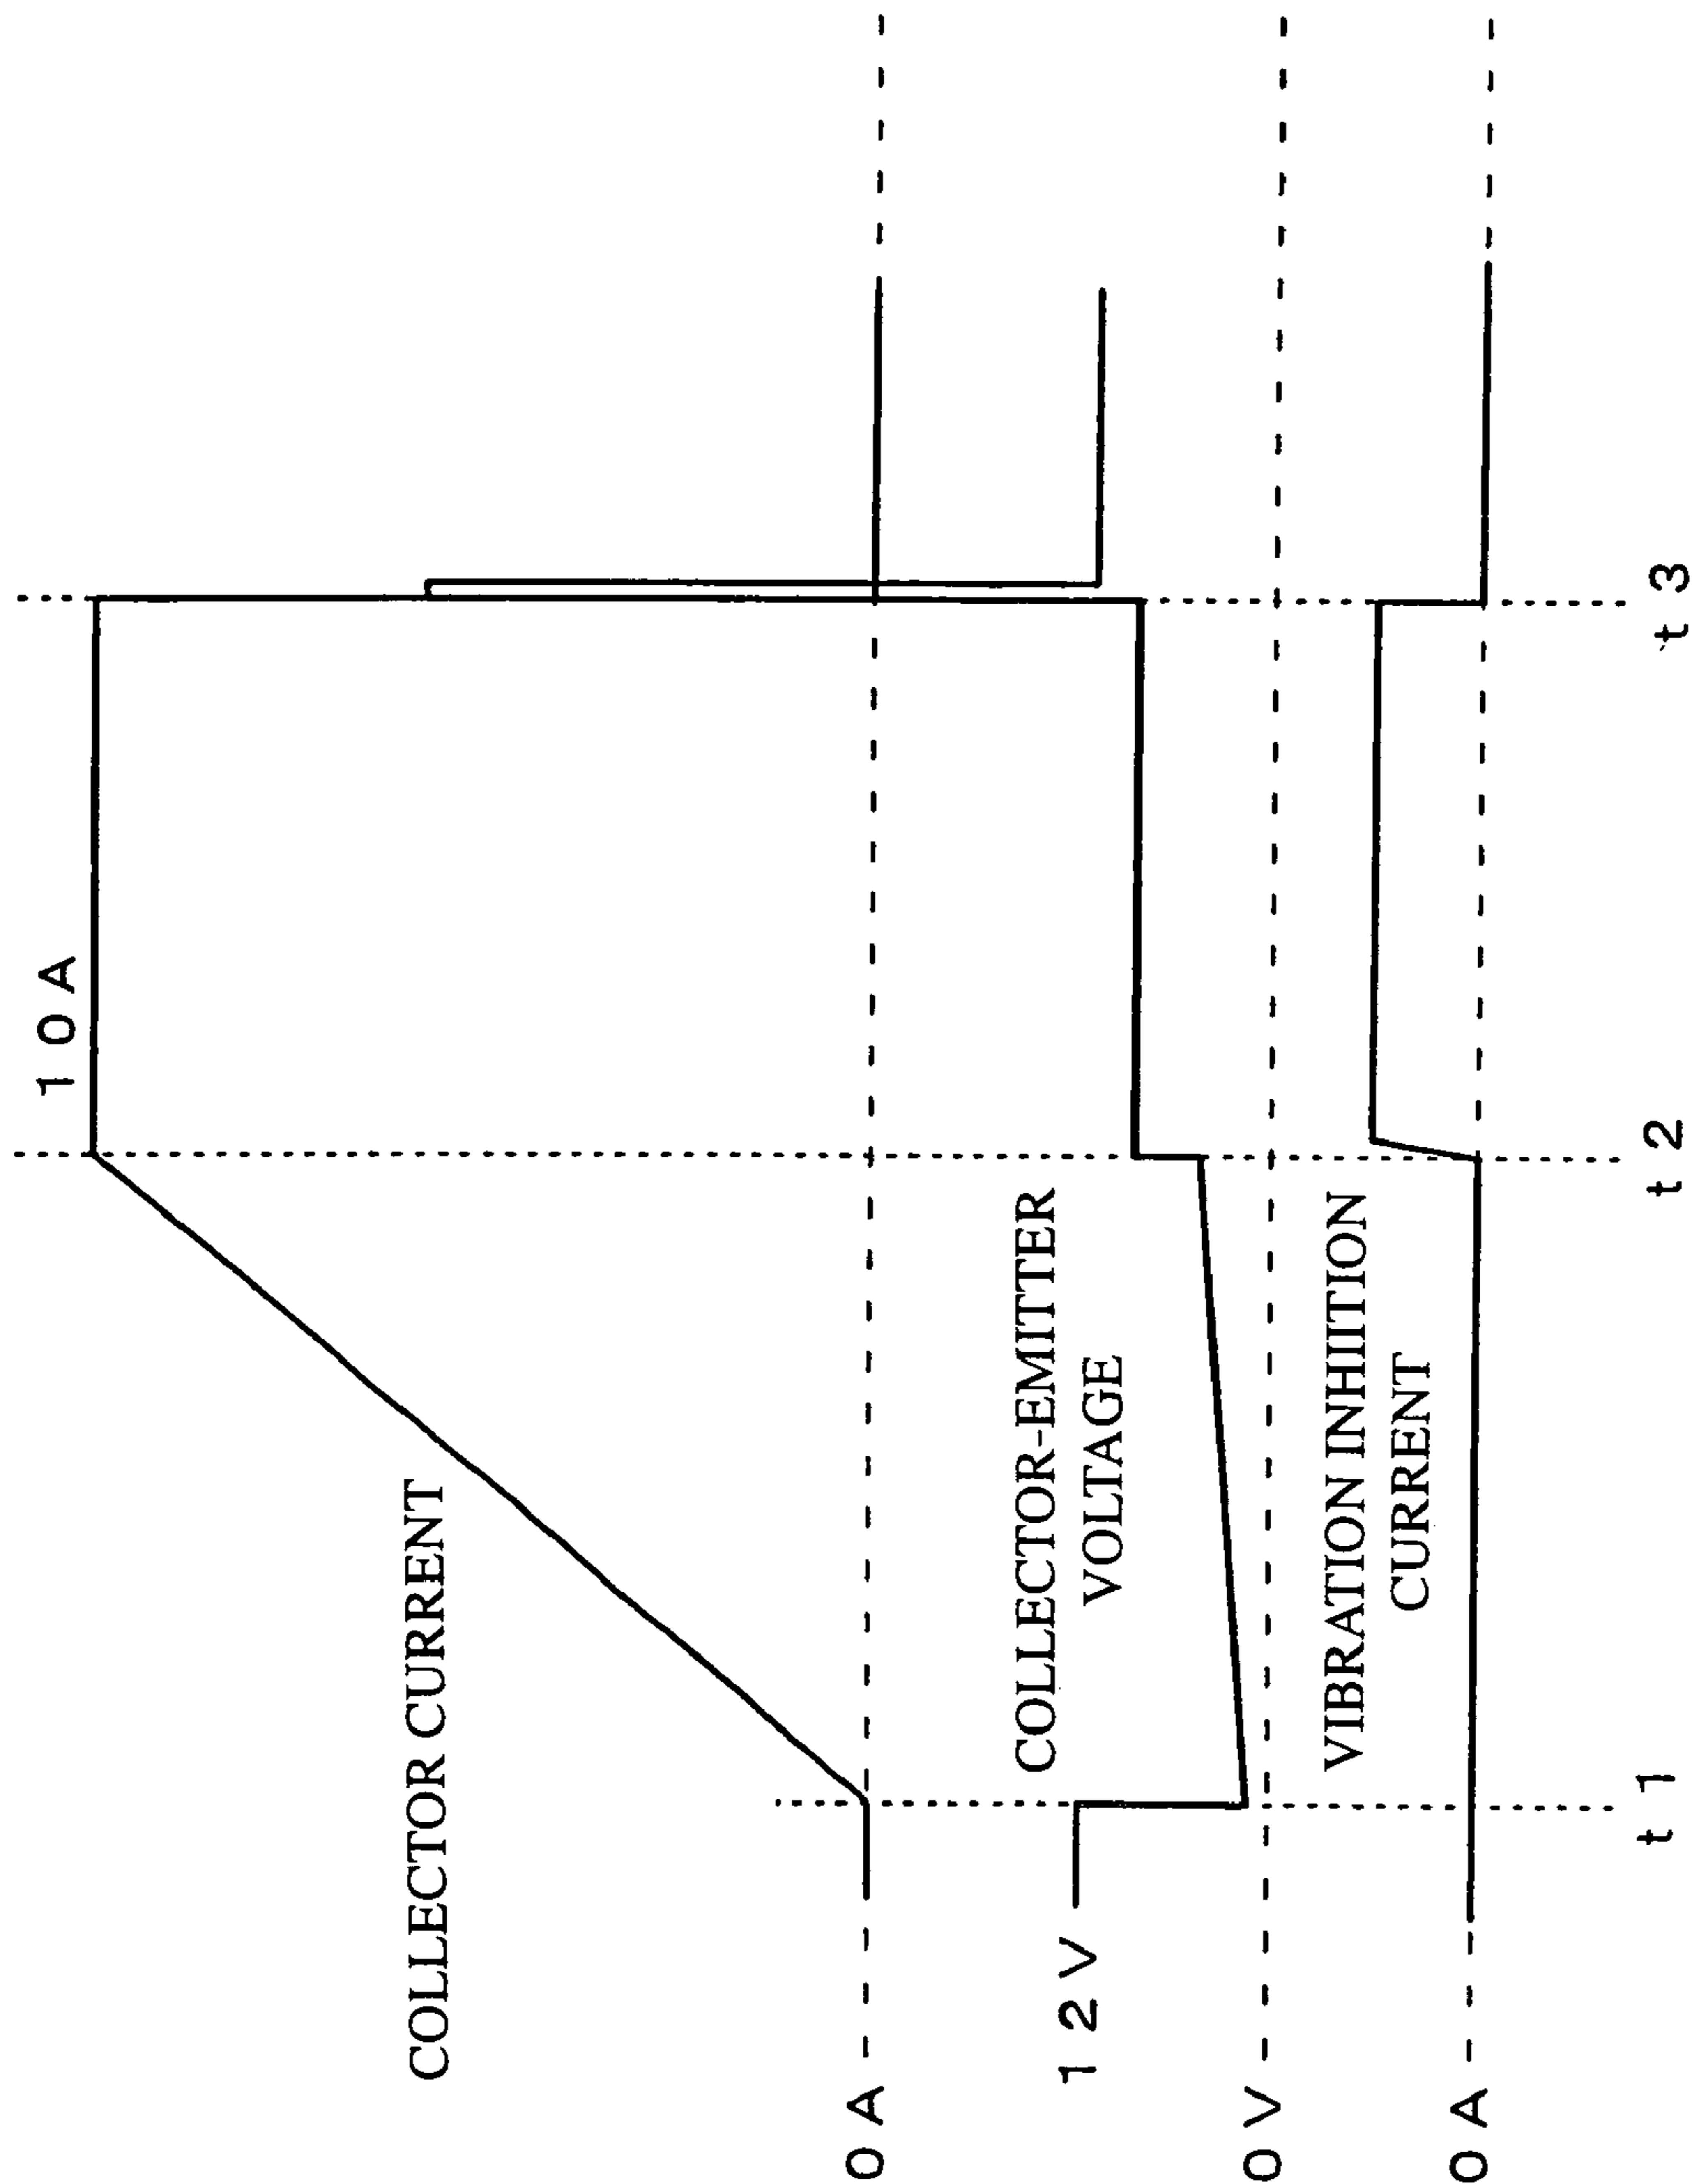 10A
COLLECTOR CURRENT
0A
COLLECTOR-EMITTER
VOLTAGE
12V
0V
VIBRATION INHIITION
CURRENT
0A
t1
t2
t3